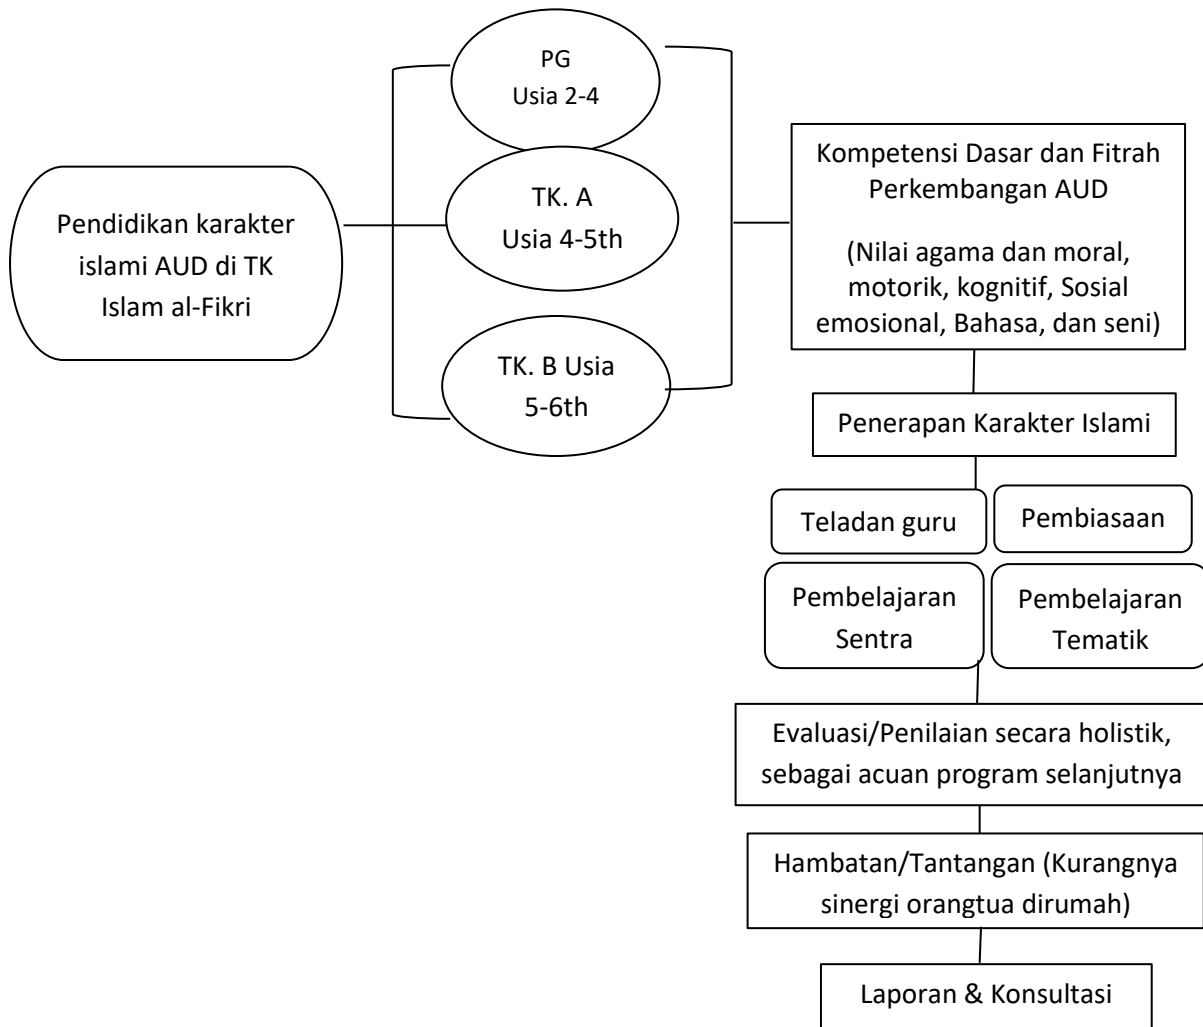 Pendidikan karakter
islami AUD di TK
Islam al-Fikri
PG
Usia 2-4
TK. A
Usia 4-5th
TK. B Usia
5-6th
Kompetensi Dasar dan Fitrah
Perkembangan AUD
(Nilai agama dan moral,
motorik, kognitif, Sosial
emosional, Bahasa, dan seni)
Penerapan Karakter Islami
Teladan guru
Pembiasaan
Pembelajaran
Sentra
Pembelajaran
Tematik
Evaluasi/Penilaian secara holistik,
sebagai acuan program selanjutnya
Hambatan/Tantangan (Kurangnya
sinergi orangtua dirumah)
Laporan & Konsultasi